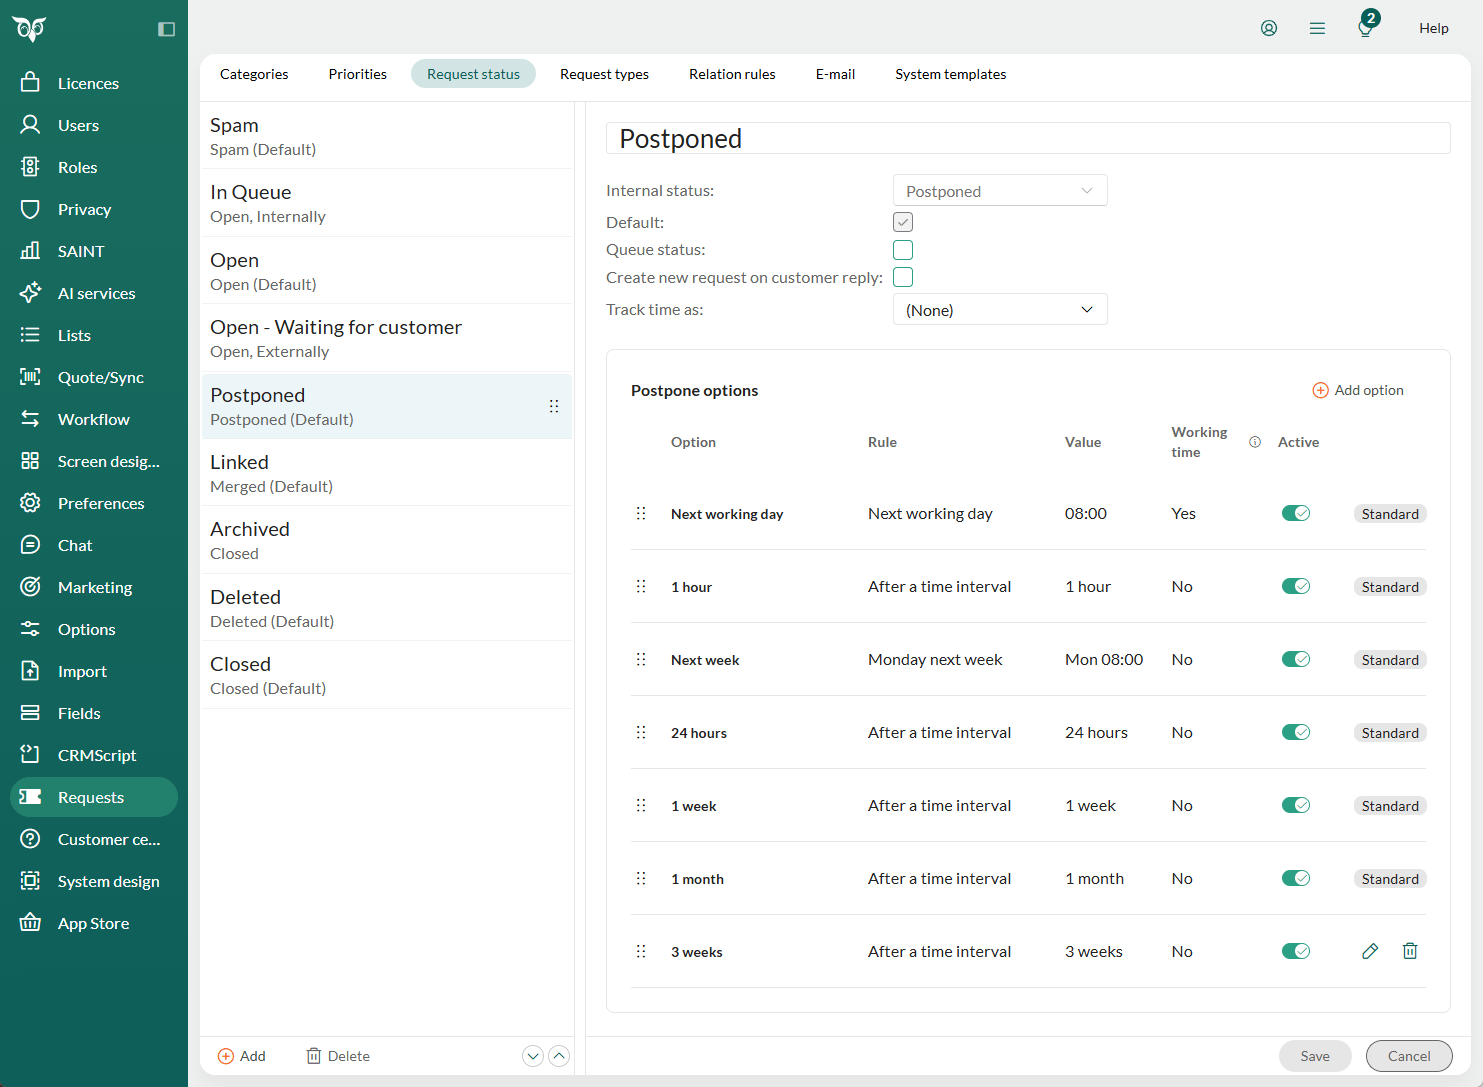 2
Help
Licences
Users
Roles
Privacy
SAINT
AI services
Lists
Quote/Sync
Workflow
Screen desig...
Preferences
Chat
Marketing
Options
Import
Fields
CRMScript
Requests
Customer ce...
System design
App Store
Categories Priorities Request status Request types Relation rules E-mail System templates
Spam
Spam (Default)
In Queue
Open, Internally
Open
Open (Default)
Open - Waiting for customer
Open, Externally
Postponed
Postponed (Default)
Linked
Merged (Default)
Archived
Closed
Deleted
Deleted (Default)
Closed
Closed (Default)
Add Delete
Postponed
Internal status: Postponed
Default:
Queue status:
Create new request on customer reply:
Track time as: (None)
Postpone options Add option
Option Rule Value Working time Active
Next working day Next working day 08:00 Yes Standard
1 hour After a time interval 1 hour No Standard
Next week Monday next week Mon 08:00 No Standard
24 hours After a time interval 24 hours No Standard
1 week After a time interval 1 week No Standard
1 month After a time interval 1 month No Standard
3 weeks After a time interval 3 weeks No
Save Cancel